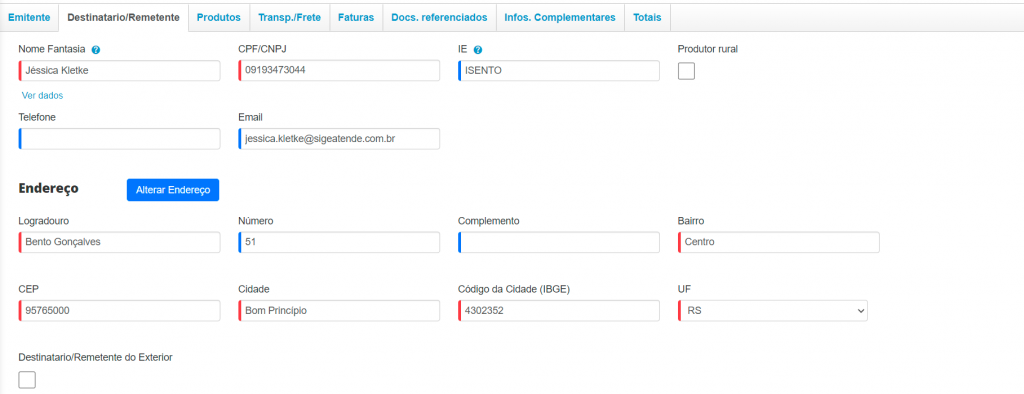 Emitente Destinatario/Remetente Produtos Transp./Frete Faturas Docs. referenciados Infos. Complementares Totais
Nome Fantasia ? CPF/CNPJ IE ? Produtor rural
Jéssica Kletke 09193473044 ISENTO
Ver dados
Telefone Email
jessica.kletke@sigeatende.com.br
Endereço Alterar Endereço
Logradouro Número Complemento Bairro
Bento Gonçalves 51 Centro
CEP Cidade Código da Cidade (IBGE) UF
95765000 Bom Princípio 4302352 RS
Destinatario/Remetente do Exterior